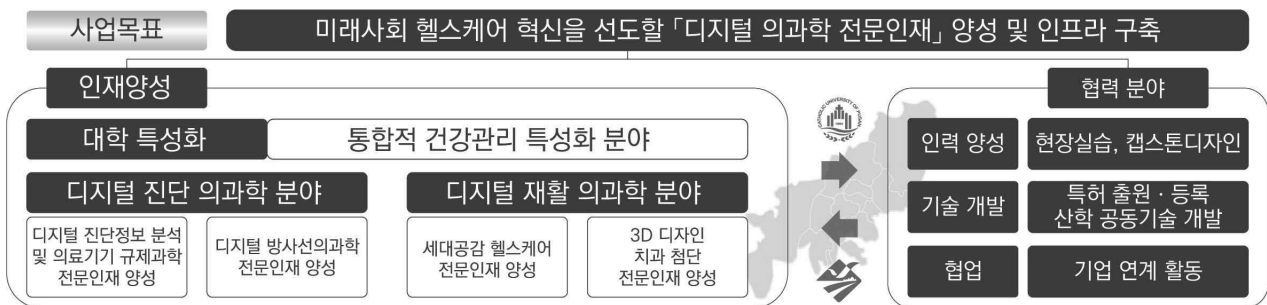 사업목표
미래사회 헬스케어 혁신을 선도할 「디지털 의과학 전문인재」 양성 및 인프라 구축
인재양성
대학 특성화
통합적 건강관리 특성화 분야
디지털 진단 의과학 분야
디지털 진단정보 분석
및 의료기기 규제과학
전문인재 양성
디지털 방사선의과학
전문인재 양성
디지털 재활 의과학 분야
세대공감 헬스케어
전문인재 양성
3D 디자인
치과 첨단
전문인재 양성
CATHOLIC UNIVERSITY OF PUSAN
협력 분야
인력 양성
현장실습, 캡스톤디자인
기술 개발
특허 출원 · 등록
산학 공동기술 개발
협업
기업 연계 활동